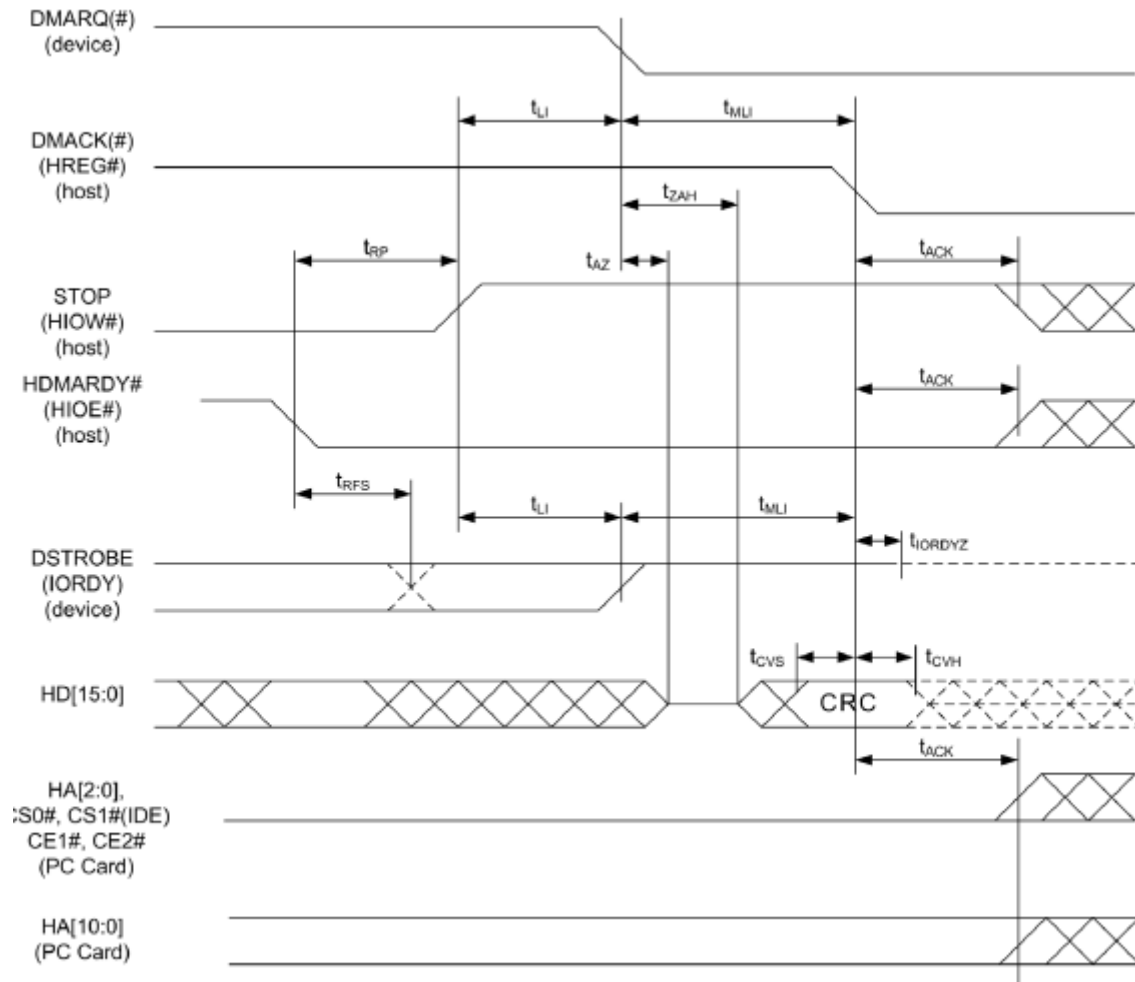 DMARQ(#)
(device)
tLI
tMLI
DMACK(#)
(HREG#)
(host)
tZAH
tRP
tAZ
tACK
STOP
(HIOW#)
(host)
HDMARDY#
(HIOE#)
(host)
tACK
tRFS
tLI
tMLI
tIORDYZ
DSTROBE
(IORDY)
(device)
tCVS
tCVH
HD[15:0]
CRC
tACK
HA[2:0],
CS0#, CS1#(IDE)
CE1#, CE2#
(PC Card)
HA[10:0]
(PC Card)